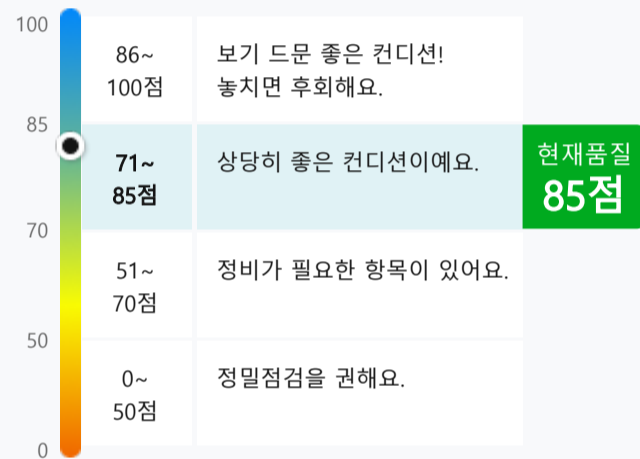 100
86~
100점
보기 드문 좋은 컨디션!
놓치면 후회해요.
85
71~
85점
상당히 좋은 컨디션이예요.
현재품질
85점
70
51~
70점
정비가 필요한 항목이 있어요.
50
0~
50점
정밀점검을 권해요.
0